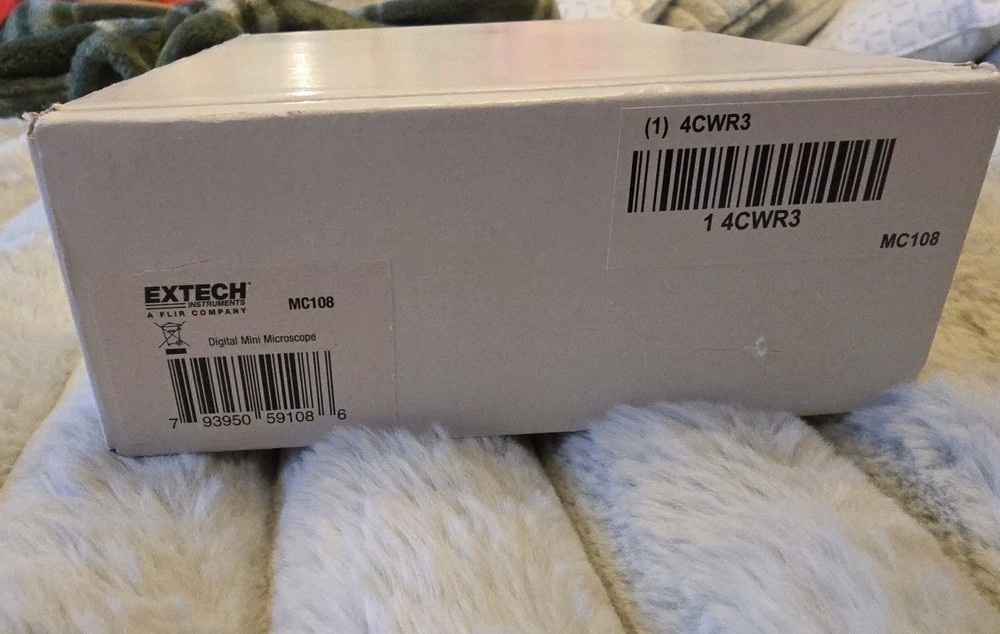 (1) 4CWR3
1 4CWR3
MC108
EXTECH
INSTRUMENTS
A FLIR COMPANY
MC108
Digital Mini Microscope
7 93950 59108 6